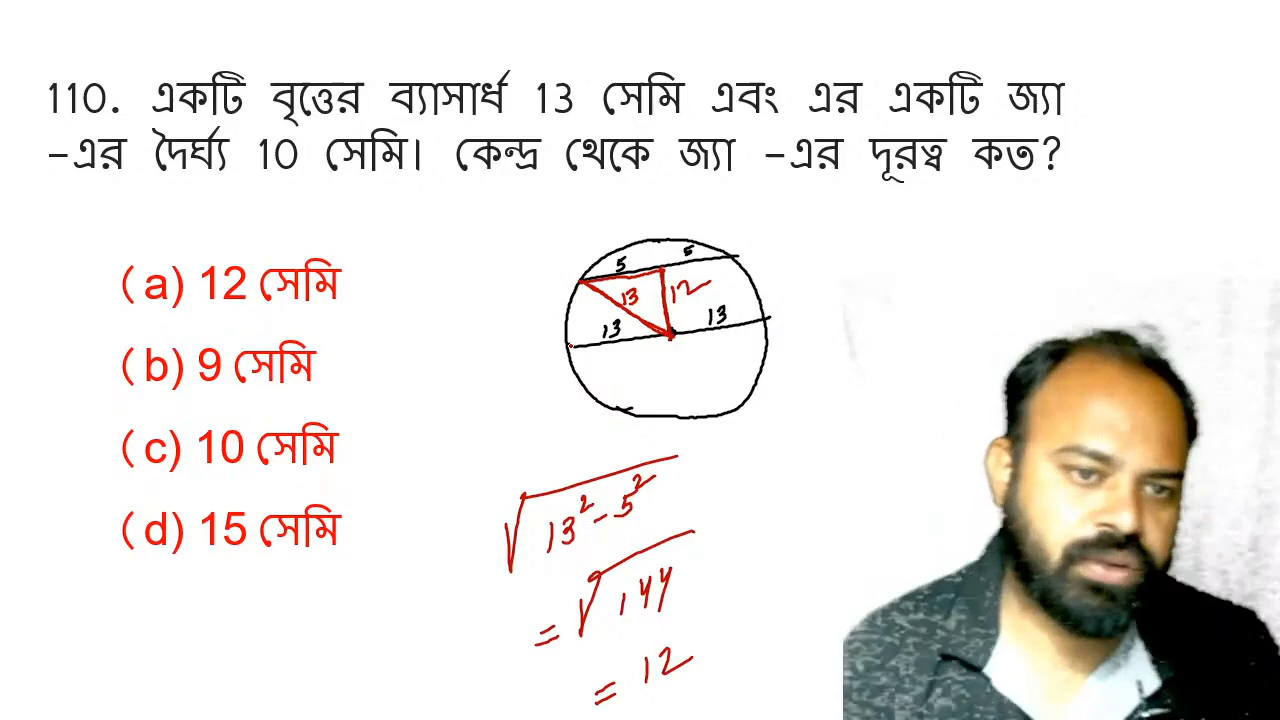 110. একটি বৃত্তের ব্যাসার্ধ 13 সেমি এবং এর একটি জ্যা
-এর দৈর্ঘ্য 10 সেমি। কেন্দ্র থেকে জ্যা -এর দূরত্ব কত?
(a) 12 সেমি
(b) 9 সেমি
(c) 10 সেমি
(d) 15 সেমি
5 5
13 12
13 13
√13² - 5²
= √144
= 12